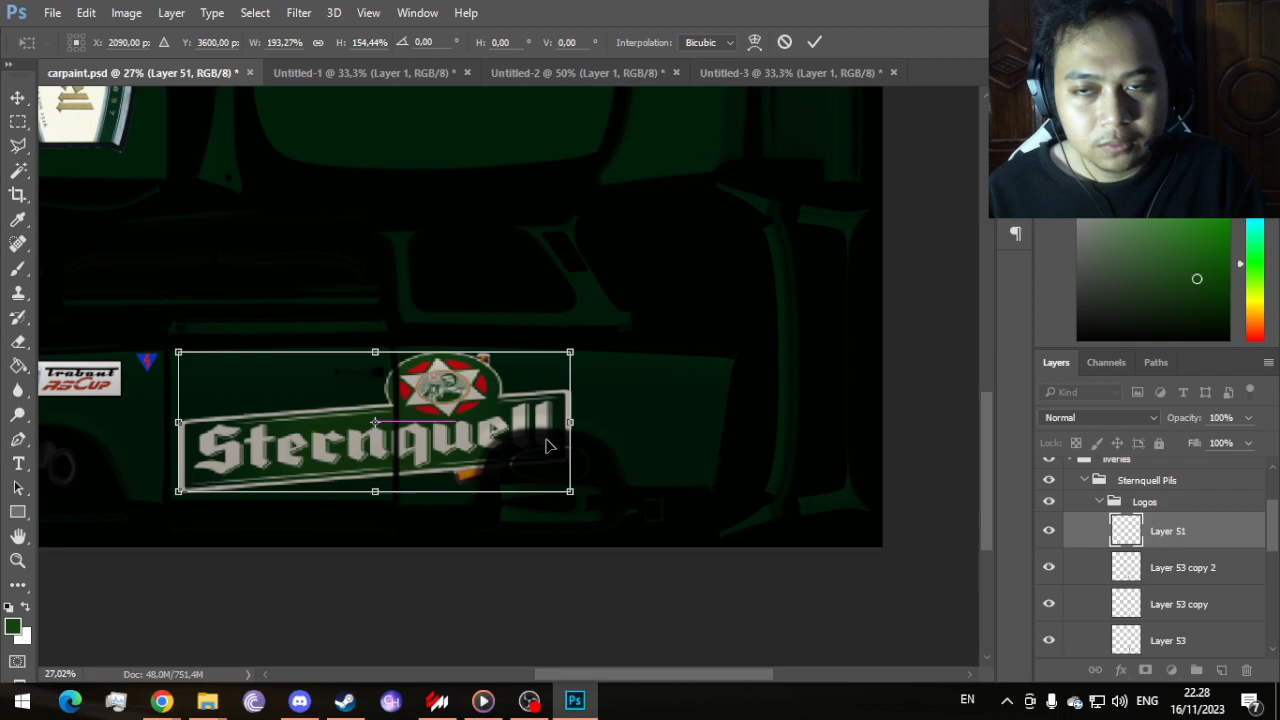 Ps File Edit Image Layer Type Select Filter 3D View Window Help
X: 2090,00 px Y: 3600,00 px W: 193,27% H: 154,44% 0,00 ° H: 0,00 ° V: 0,00 ° Interpolation: Bicubic
carpaint.psd @ 27% (Layer 51, RGB/8) * × Untitled-1 @ 33,3% (Layer 1, RGB/8) * × Untitled-2 @ 50% (Layer 1, RGB/8) * × Untitled-3 @ 33,3% (Layer 1, RGB/8) * ×
Trabant
RS CUP
Sternquell
Layers Channels Paths
Kind
Normal Opacity: 100%
Lock: Fill: 100%
liveries
Sternquell Pils
Logos
Layer 51
Layer 53 copy 2
Layer 53 copy
Layer 53
27,02% Doc: 48,0M/751,4M
EN ENG 22.28
16/11/2023 7